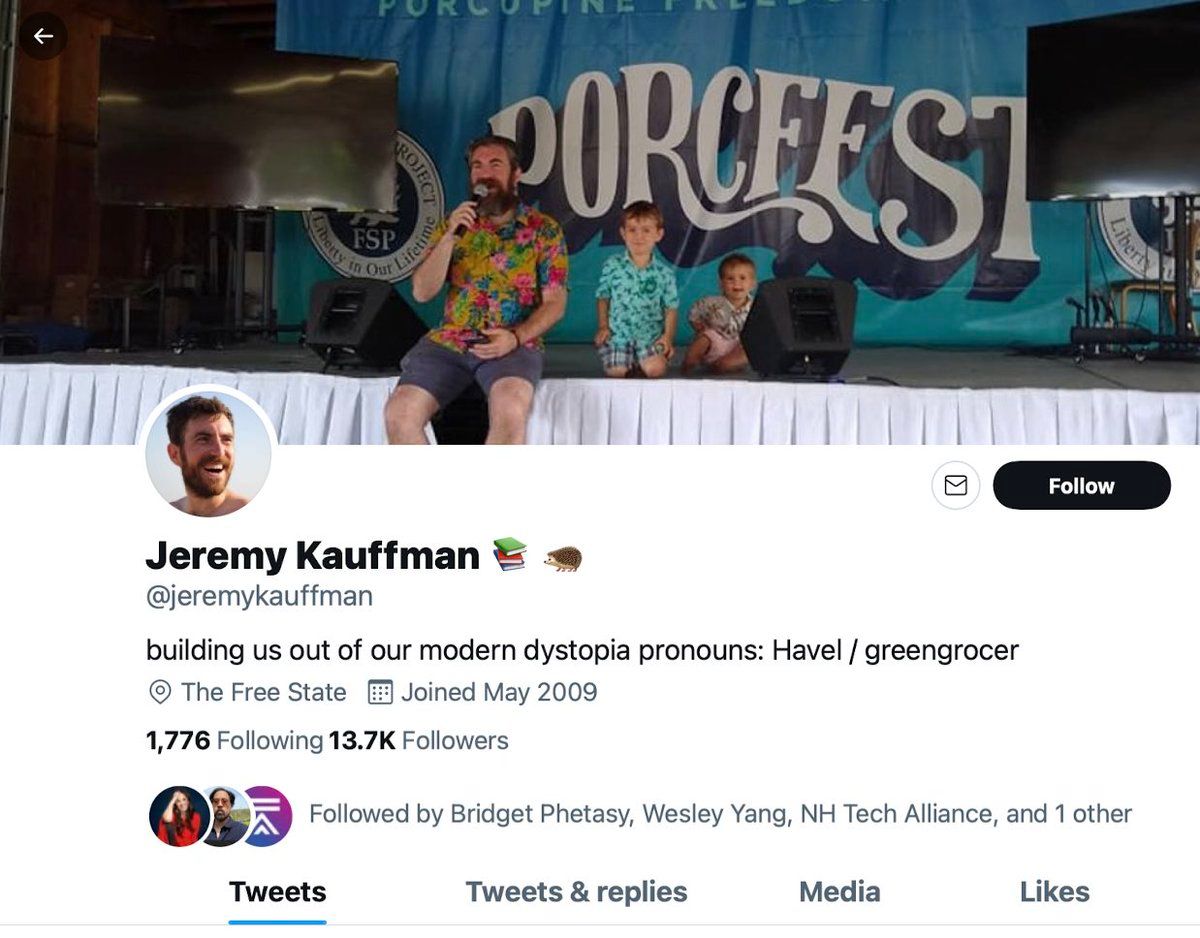 PORCUPINE FREEDOM
PORCFEST
PROJECT
FSP
Liberty in Our Lifetime
Liberty
Follow
Jeremy Kauffman 📚 🦔
@jeremykauffman
building us out of our modern dystopia pronouns: Havel / greengrocer
The Free State Joined May 2009
1,776 Following 13.7K Followers
Followed by Bridget Phetasy, Wesley Yang, NH Tech Alliance, and 1 other
Tweets Tweets & replies Media Likes